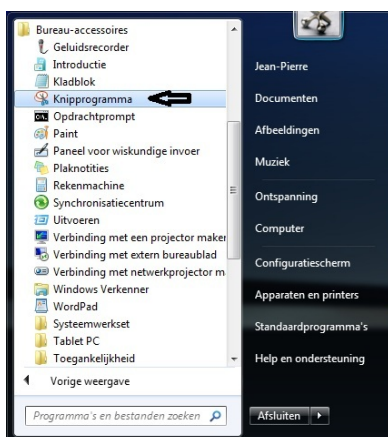 Bureau-accessoires
Geluidsrecorder
Introductie
Kladblok
Knipprogramma
Opdrachtprompt
Paint
Paneel voor wiskundige invoer
Plaknotities
Rekenmachine
Synchronisatiecentrum
Uitvoeren
Verbinding met een projector maker
Verbinding met extern bureaublad
Verbinding met netwerkprojector m
Windows Verkenner
WordPad
Systeemwerkset
Tablet PC
Toegankelijkheid
Vorige weergave
Programma's en bestanden zoeken
Jean-Pierre
Documenten
Afbeeldingen
Muziek
Ontspanning
Computer
Configuratiescherm
Apparaten en printers
Standaardprogramma's
Help en ondersteuning
Afsluiten